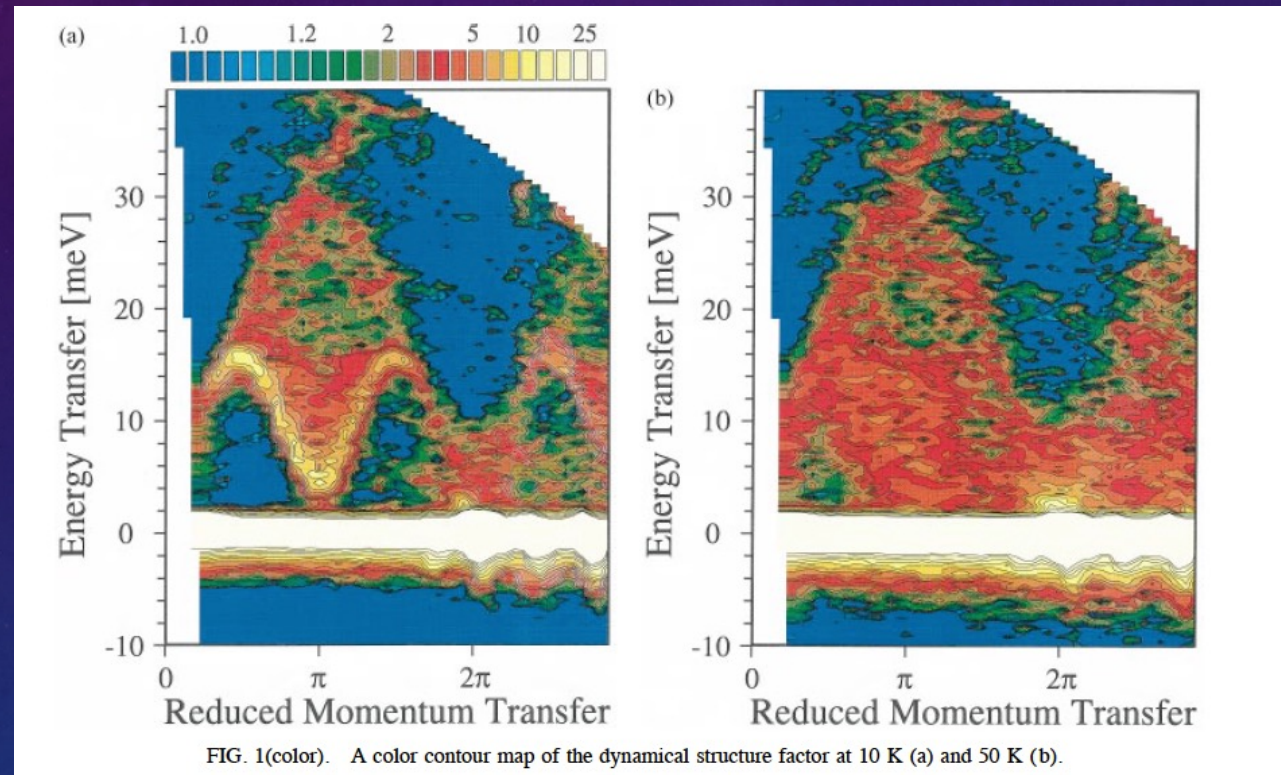 (a)
1.0 1.2 2 5 10 25
(b)
Energy Transfer [meV]
30
20
10
0
-10
0 π 2π
Reduced Momentum Transfer
Energy Transfer [meV]
30
20
10
0
-10
0 π 2π
Reduced Momentum Transfer
FIG. 1(color). A color contour map of the dynamical structure factor at 10 K (a) and 50 K (b).